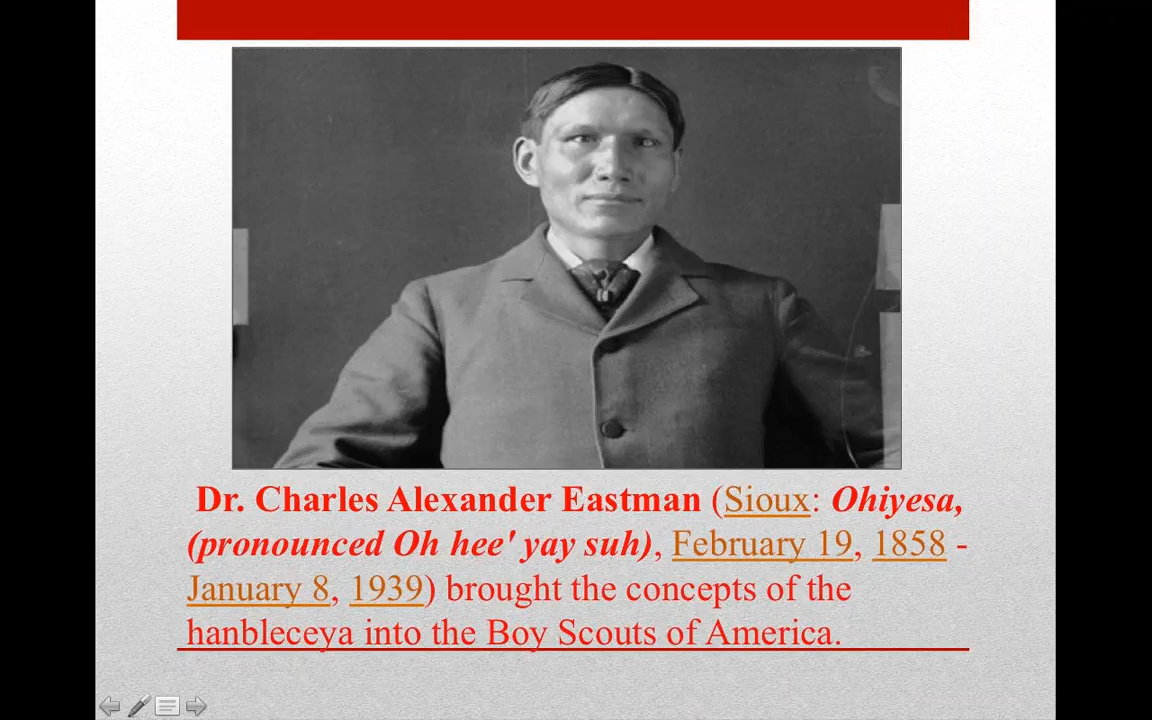 Dr. Charles Alexander Eastman (Sioux: Ohiyesa,
(pronounced Oh hee' yay suh), February 19, 1858 -
January 8, 1939) brought the concepts of the
hanbleceya into the Boy Scouts of America.